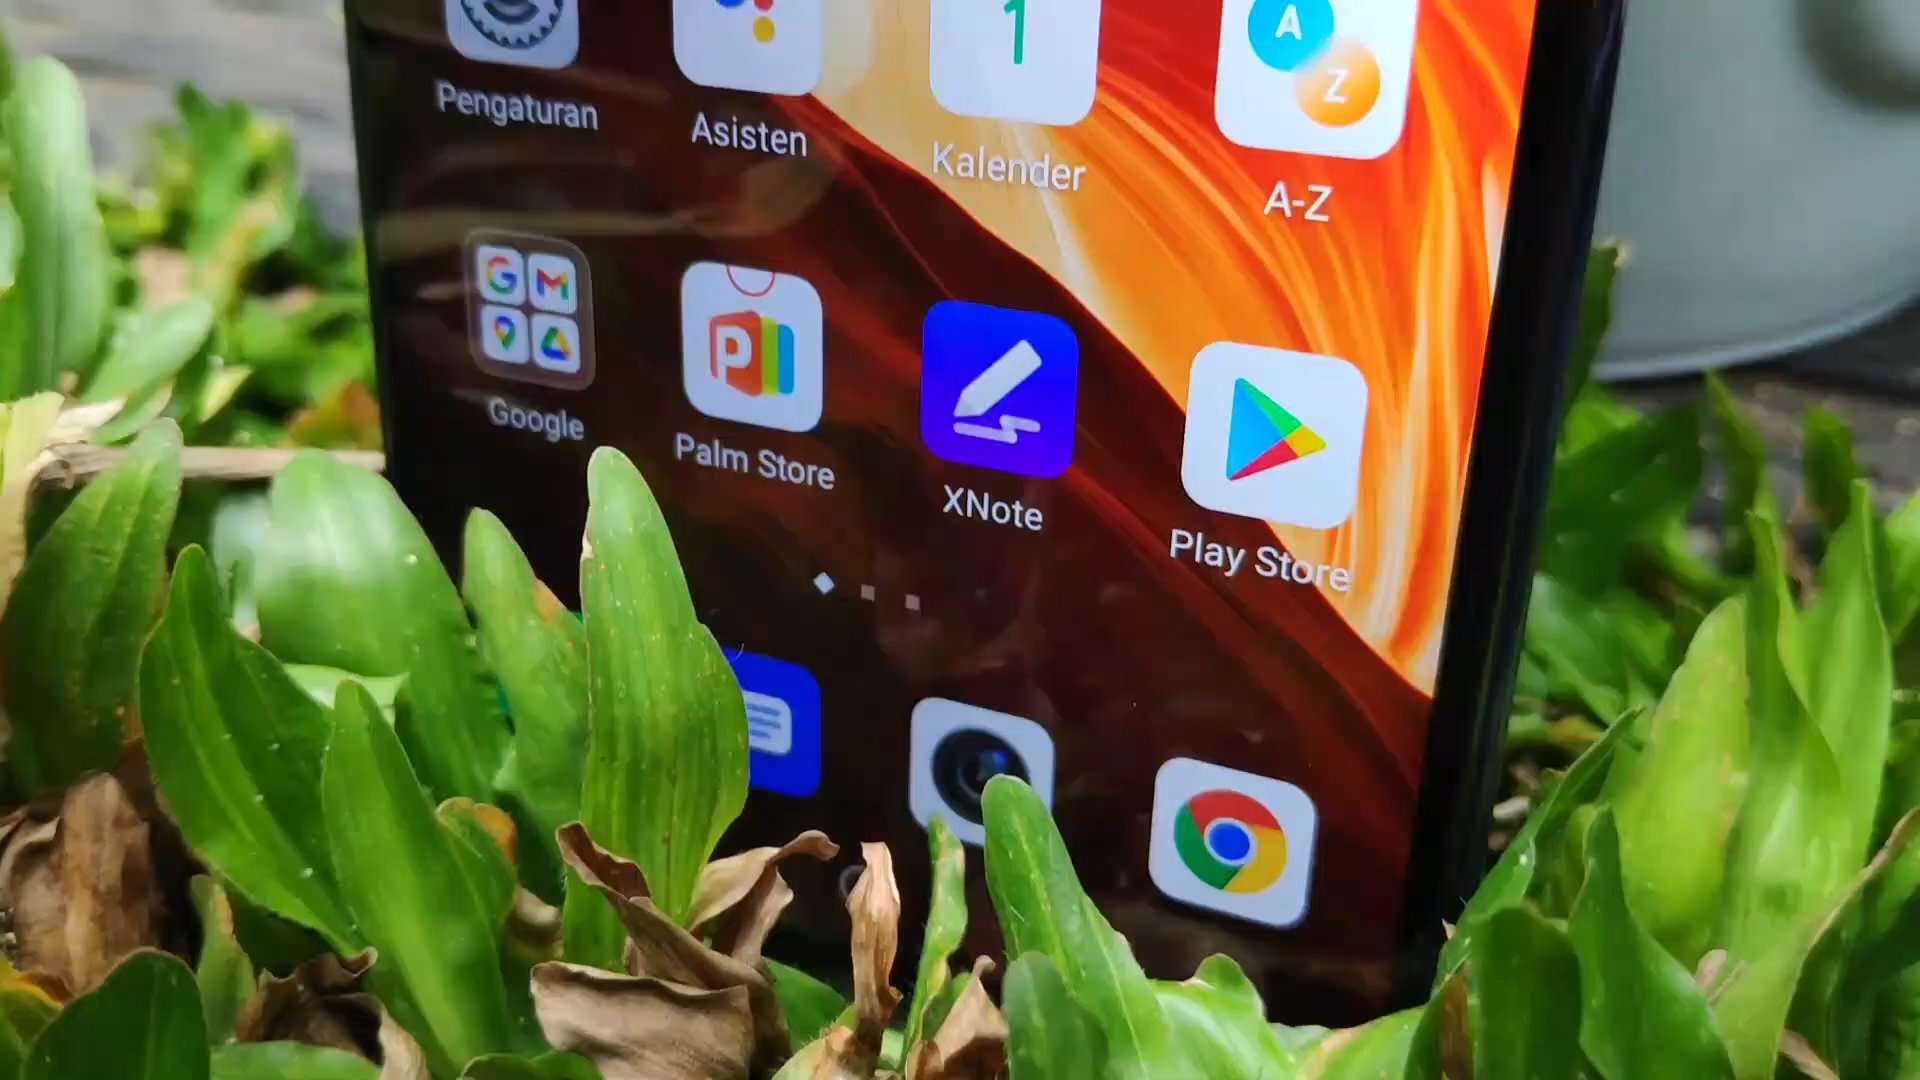 1
A
Z
Pengaturan
Asisten
Kalender
A-Z
G M
P
Google
Palm Store
XNote
Play Store